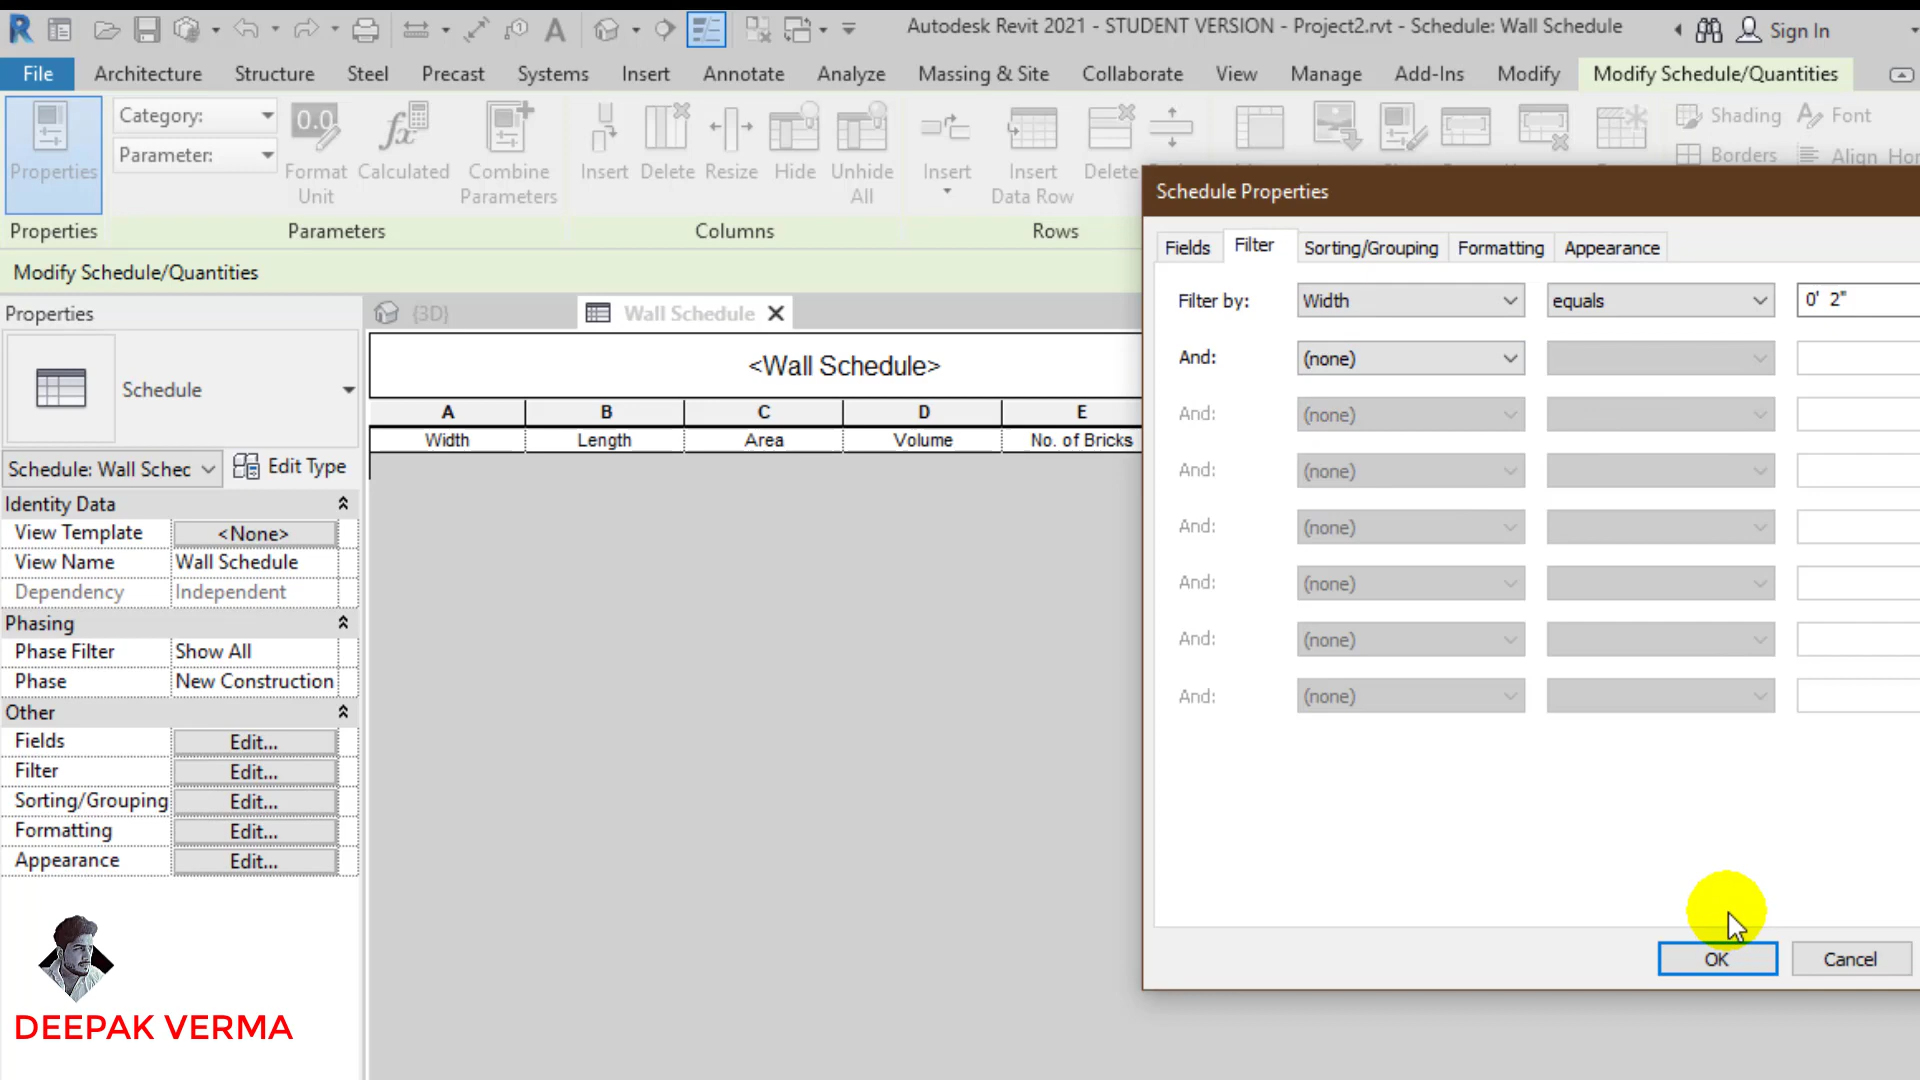 Autodesk Revit 2021 - STUDENT VERSION - Project2.rvt - Schedule: Wall Schedule
Sign In
File Architecture Structure Steel Precast Systems Insert Annotate Analyze Massing & Site Collaborate View Manage Add-Ins Modify Modify Schedule/Quantities
Properties
Category:
Parameter:
Format Unit
Calculated
Combine Parameters
Insert Delete Resize Hide Unhide All
Insert
Insert Data Row
Delete
Shading
Font
Borders
Align Hor
Properties Parameters Columns Rows
Modify Schedule/Quantities
Properties
Schedule
Schedule: Wall Schec
Edit Type
Identity Data
View Template <None>
View Name Wall Schedule
Dependency Independent
Phasing
Phase Filter Show All
Phase New Construction
Other
Fields Edit...
Filter Edit...
Sorting/Grouping Edit...
Formatting Edit...
Appearance Edit...
{3D}
Wall Schedule
<Wall Schedule>
A B C D E
Width Length Area Volume No. of Bricks
Schedule Properties
Fields Filter Sorting/Grouping Formatting Appearance
Filter by: Width equals 0' 2"
And: (none)
And: (none)
And: (none)
And: (none)
And: (none)
And: (none)
And: (none)
OK Cancel
DEEPAK VERMA